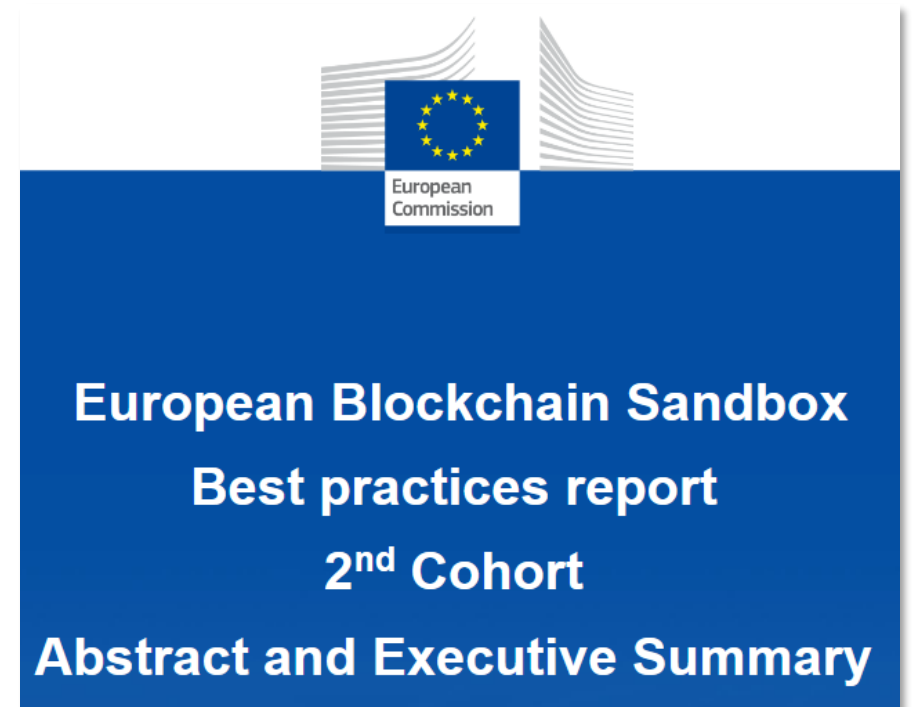 European
Commission
European Blockchain Sandbox
Best practices report
2nd Cohort
Abstract and Executive Summary